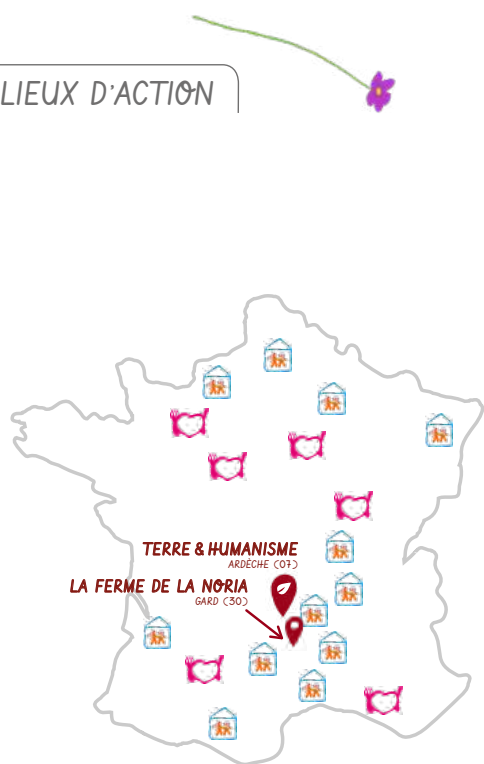 LIEUX D'ACTION
TERRE & HUMANISME
ARDÈCHE (07)
LA FERME DE LA NORIA
GARD (30)